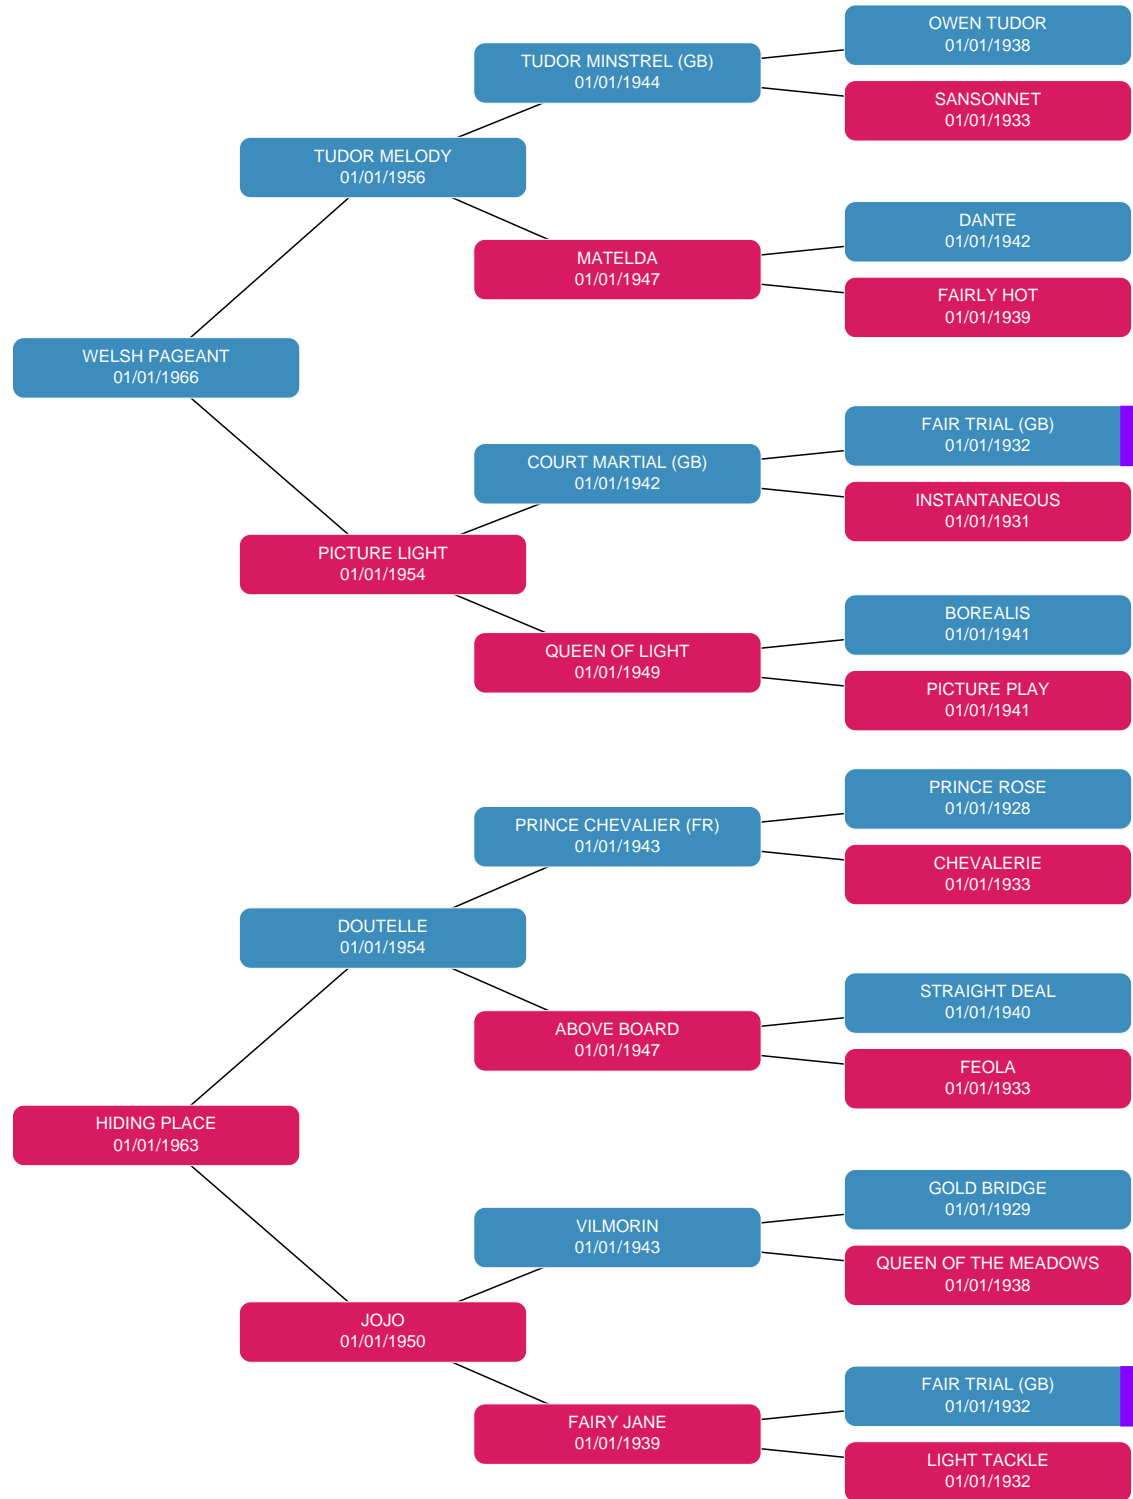 OWEN TUDOR
01/01/1938
TUDOR MINSTREL (GB)
01/01/1944
SANSONNET
01/01/1933
TUDOR MELODY
01/01/1956
DANTE
01/01/1942
MATELDA
01/01/1947
FAIRLY HOT
01/01/1939
WELSH PAGEANT
01/01/1966
FAIR TRIAL (GB)
01/01/1932
COURT MARTIAL (GB)
01/01/1942
INSTANTANEOUS
01/01/1931
PICTURE LIGHT
01/01/1954
BOREALIS
01/01/1941
QUEEN OF LIGHT
01/01/1949
PICTURE PLAY
01/01/1941
PRINCE ROSE
01/01/1928
PRINCE CHEVALIER (FR)
01/01/1943
CHEVALERIE
01/01/1933
DOUTELLE
01/01/1954
STRAIGHT DEAL
01/01/1940
ABOVE BOARD
01/01/1947
FEOLA
01/01/1933
HIDING PLACE
01/01/1963
GOLD BRIDGE
01/01/1929
VILMORIN
01/01/1943
QUEEN OF THE MEADOWS
01/01/1938
JOJO
01/01/1950
FAIR TRIAL (GB)
01/01/1932
FAIRY JANE
01/01/1939
LIGHT TACKLE
01/01/1932